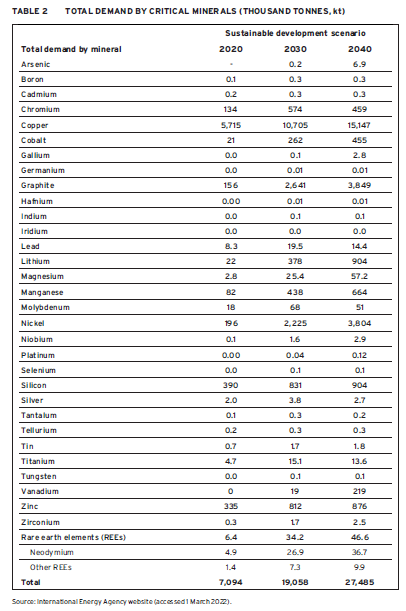 TABLE 2 TOTAL DEMAND BY CRITICAL MINERALS (THOUSAND TONNES, kt)
Sustainable development scenario
Total demand by mineral 2020 2030 2040
Arsenic - 0.2 6.9
Boron 0.1 0.3 0.3
Cadmium 0.2 0.3 0.3
Chromium 134 574 459
Copper 5,715 10,705 15,147
Cobalt 21 262 455
Gallium 0.0 0.1 2.8
Germanium 0.0 0.01 0.01
Graphite 156 2,641 3,849
Hafnium 0.00 0.01 0.01
Indium 0.0 0.1 0.1
Iridium 0.0 0.0 0.0
Lead 8.3 19.5 14.4
Lithium 22 378 904
Magnesium 2.8 25.4 57.2
Manganese 82 438 664
Molybdenum 18 68 51
Nickel 196 2,225 3,804
Niobium 0.1 1.6 2.9
Platinum 0.00 0.04 0.12
Selenium 0.0 0.1 0.1
Silicon 390 831 904
Silver 2.0 3.8 2.7
Tantalum 0.1 0.3 0.2
Tellurium 0.2 0.3 0.3
Tin 0.7 1.7 1.8
Titanium 4.7 15.1 13.6
Tungsten 0.0 0.1 0.1
Vanadium 0 19 219
Zinc 335 812 876
Zirconium 0.3 1.7 2.5
Rare earth elements (REEs) 6.4 34.2 46.6
Neodymium 4.9 26.9 36.7
Other REEs 1.4 7.3 9.9
Total 7,094 19,058 27,485
Source: International Energy Agency website (accessed 1 March 2022).